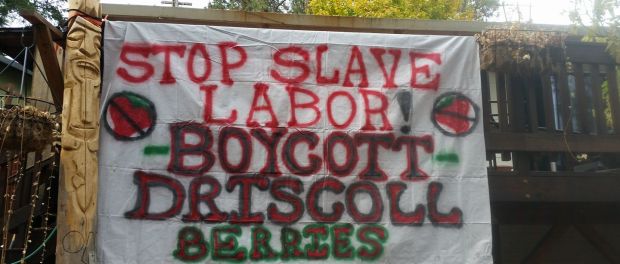 STOP SLAVE
LABOR!
-BOYCOTT-
DRISCOLL
BERRIES